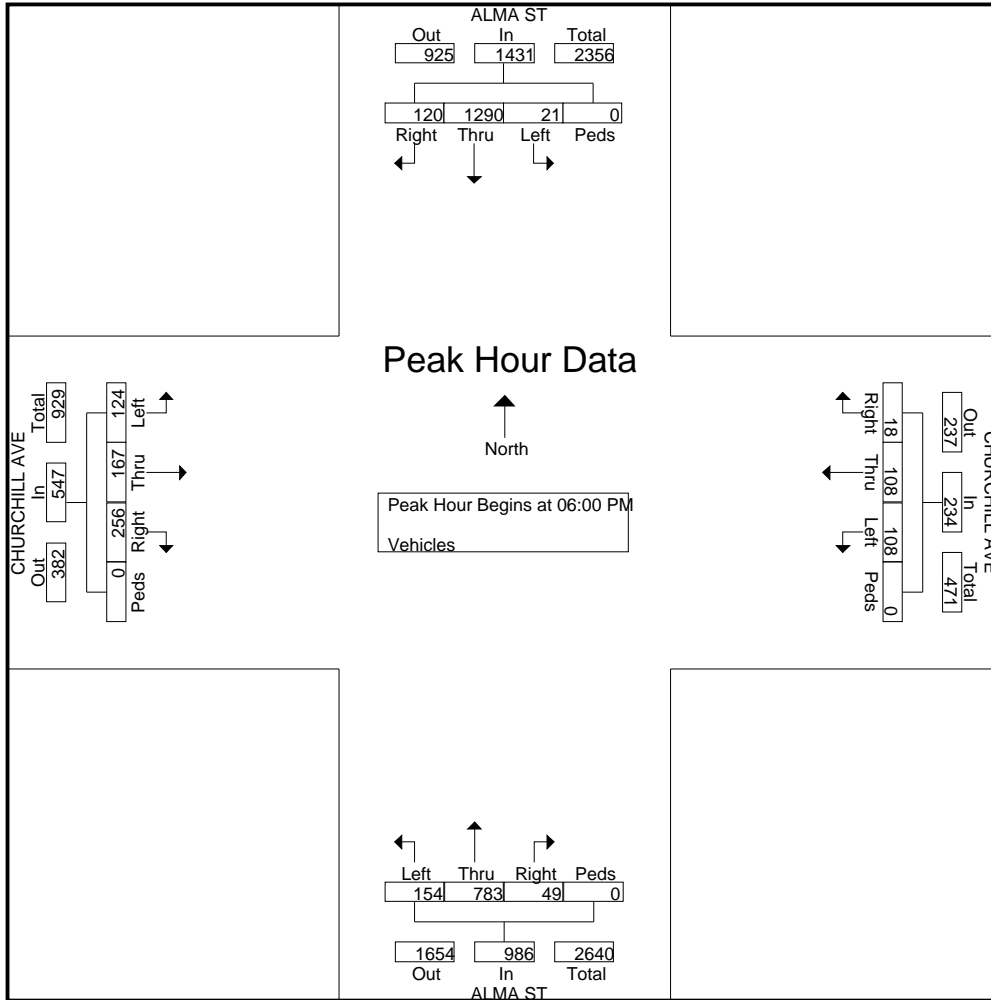 ALMA ST
Out In Total
925 1431 2356
120 1290 21 0
Right Thru Left Peds
Peak Hour Data
North
Peak Hour Begins at 06:00 PM
Vehicles
CHURCHILL AVE
Out In Total
382 547 929
Left Thru Right Peds
124 167 256 0
CHURCHILL AVE
Out In Total
237 234 471
Right Thru Left Peds
18 108 108 0
Left Thru Right Peds
154 783 49 0
1654 986 2640
Out In Total
ALMA ST